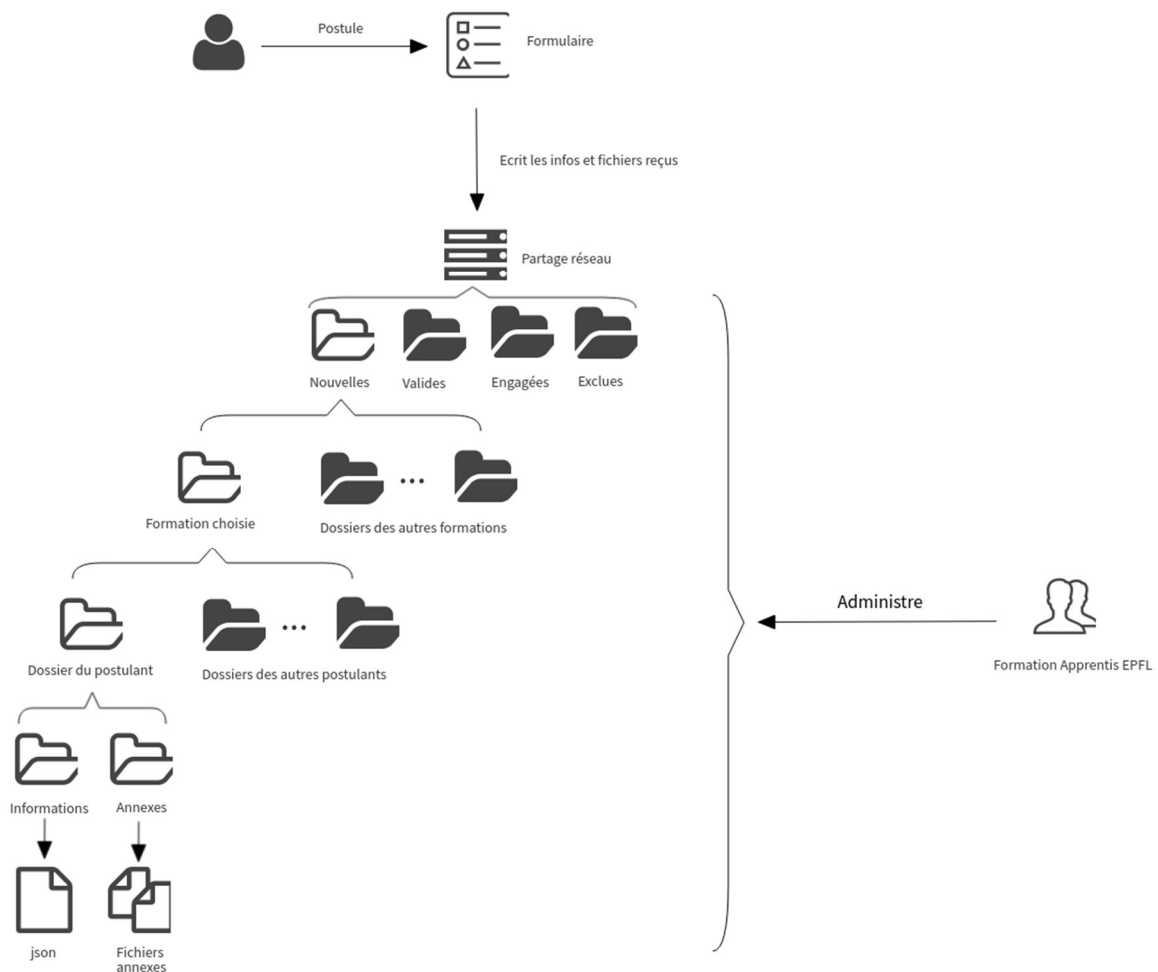 Postule
Formulaire
Ecrit les infos et fichiers reçus
Partage réseau
Nouvelles
Valides
Engagées
Exclues
Formation choisie
Dossiers des autres formations
Administre
Formation Apprentis EPFL
Dossier du postulant
Dossiers des autres postulants
Informations
Annexes
json
Fichiers
annexes